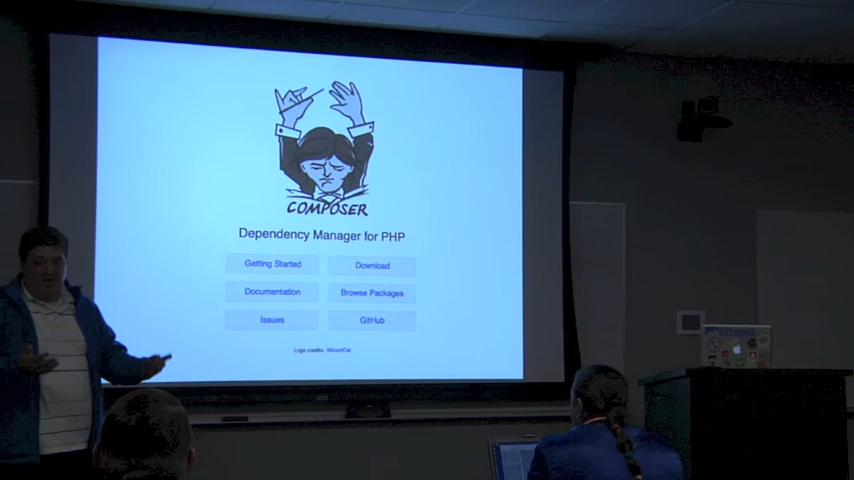 COMPOSER
Dependency Manager for PHP
Getting Started
Download
Documentation
Browse Packages
Issues
GitHub
Logo credits: WizardCat